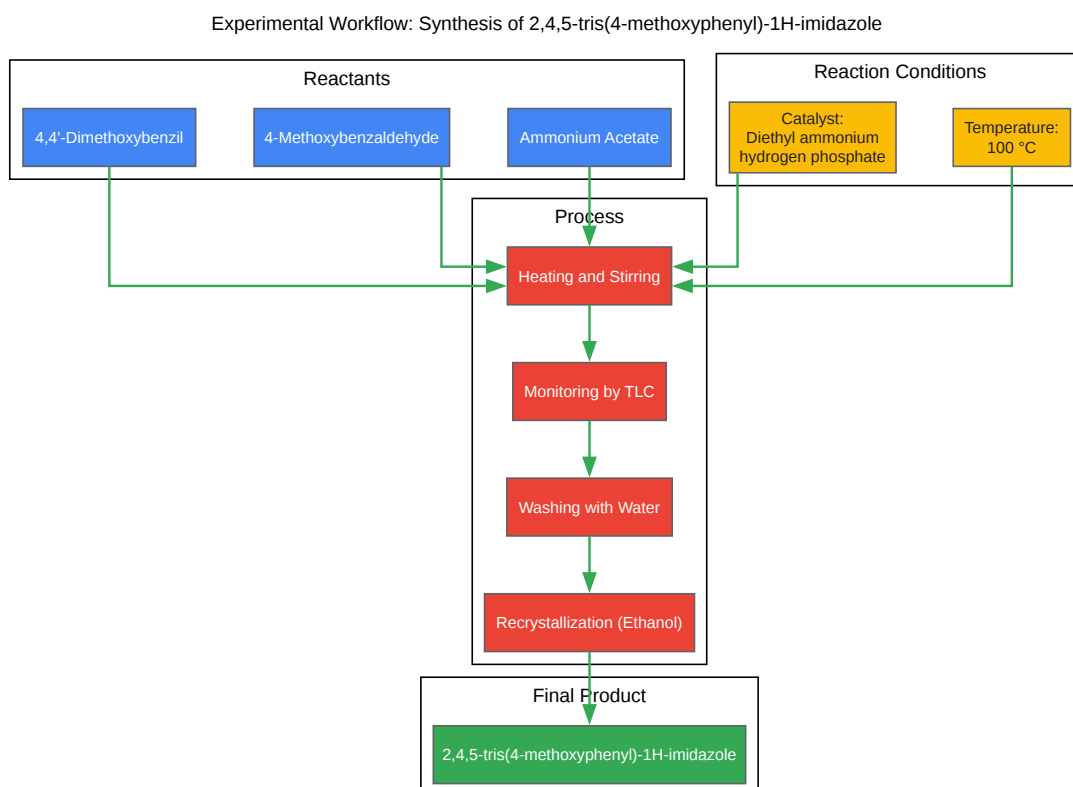 Experimental Workflow: Synthesis of 2,4,5-tris(4-methoxyphenyl)-1H-imidazole
Reactants
4,4'-Dimethoxybenzil
4-Methoxybenzaldehyde
Ammonium Acetate
Reaction Conditions
Catalyst:
Diethyl ammonium
hydrogen phosphate
Temperature:
100 °C
Process
Heating and Stirring
Monitoring by TLC
Washing with Water
Recrystallization (Ethanol)
Final Product
2,4,5-tris(4-methoxyphenyl)-1H-imidazole